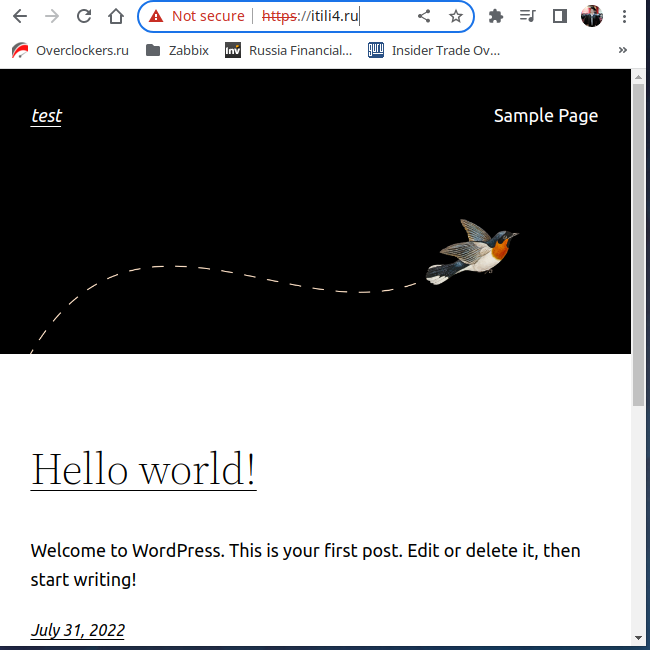 Not secure | https://itili4.ru
Overclockers.ru Zabbix Inv Russia Financial... Insider Trade Ov... »
test Sample Page
Hello world!
Welcome to WordPress. This is your first post. Edit or delete it, then
start writing!
July 31, 2022